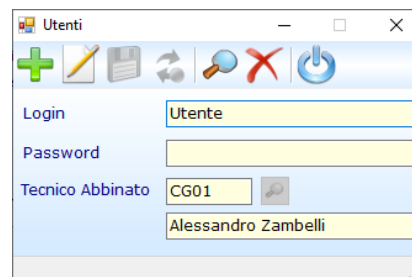 Utenti
Login Utente
Password
Tecnico Abbinato CG01
Alessandro Zambelli